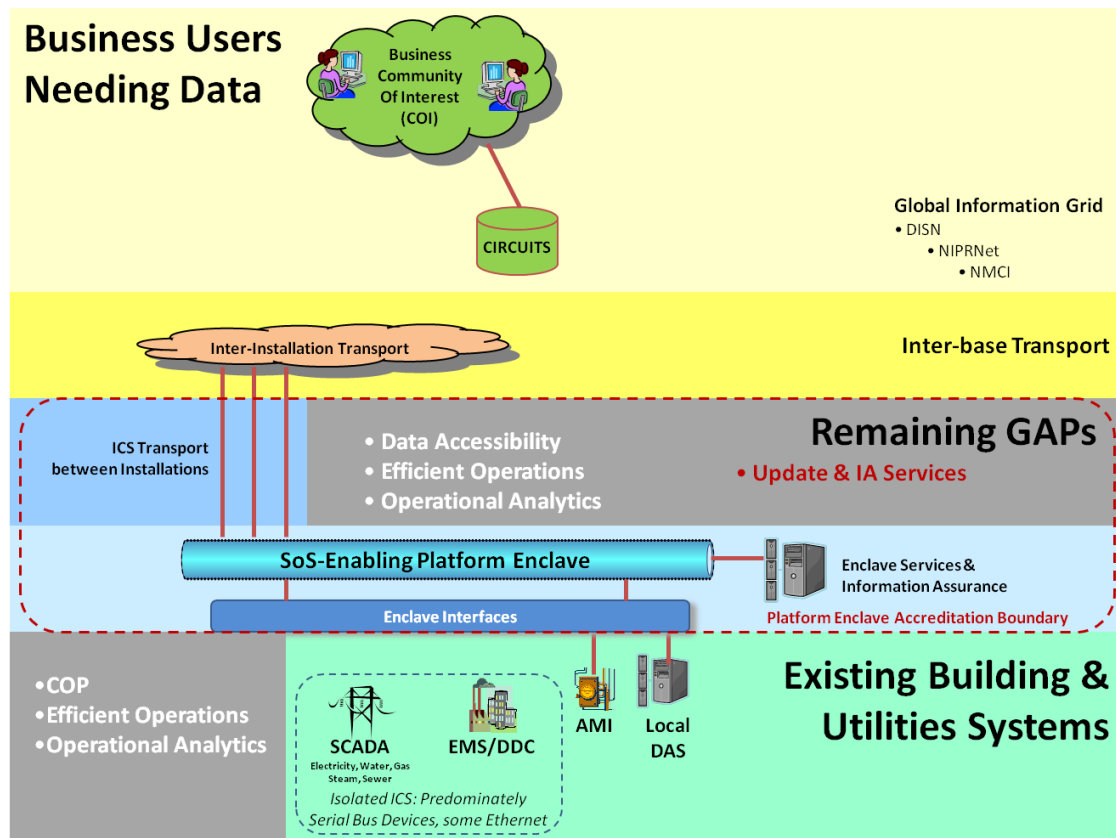 Business Users
Needing Data
Business
Community
Of Interest
(COI)
CIRCUITS
Global Information Grid
• DISN
• NIPRNet
• NMCI
Inter-Installation Transport
Inter-base Transport
ICS Transport
between Installations
• Data Accessibility
• Efficient Operations
• Operational Analytics
Remaining GAPs
• Update & IA Services
SoS-Enabling Platform Enclave
Enclave Services &
Information Assurance
Enclave Interfaces
Platform Enclave Accreditation Boundary
•COP
•Efficient Operations
•Operational Analytics
SCADA
Electricity, Water, Gas
Steam, Sewer
EMS/DDC
Isolated ICS: Predominately
Serial Bus Devices, some Ethernet
AMI
Local
DAS
Existing Building &
Utilities Systems